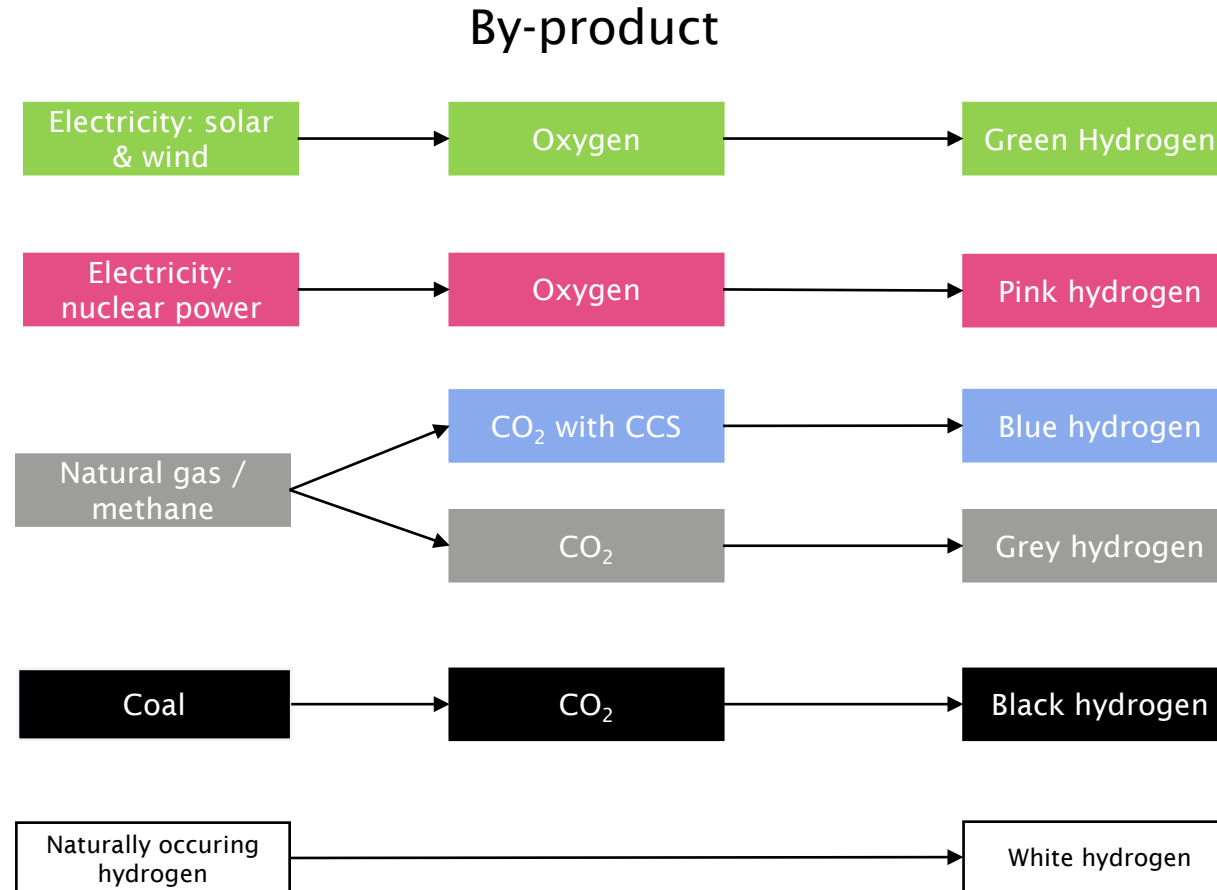 By-product
Electricity: solar
& wind
Oxygen
Green Hydrogen
Electricity:
nuclear power
Oxygen
Pink hydrogen
CO₂ with CCS
Blue hydrogen
Natural gas /
methane
CO₂
Grey hydrogen
Coal
CO₂
Black hydrogen
Naturally occuring
hydrogen
White hydrogen